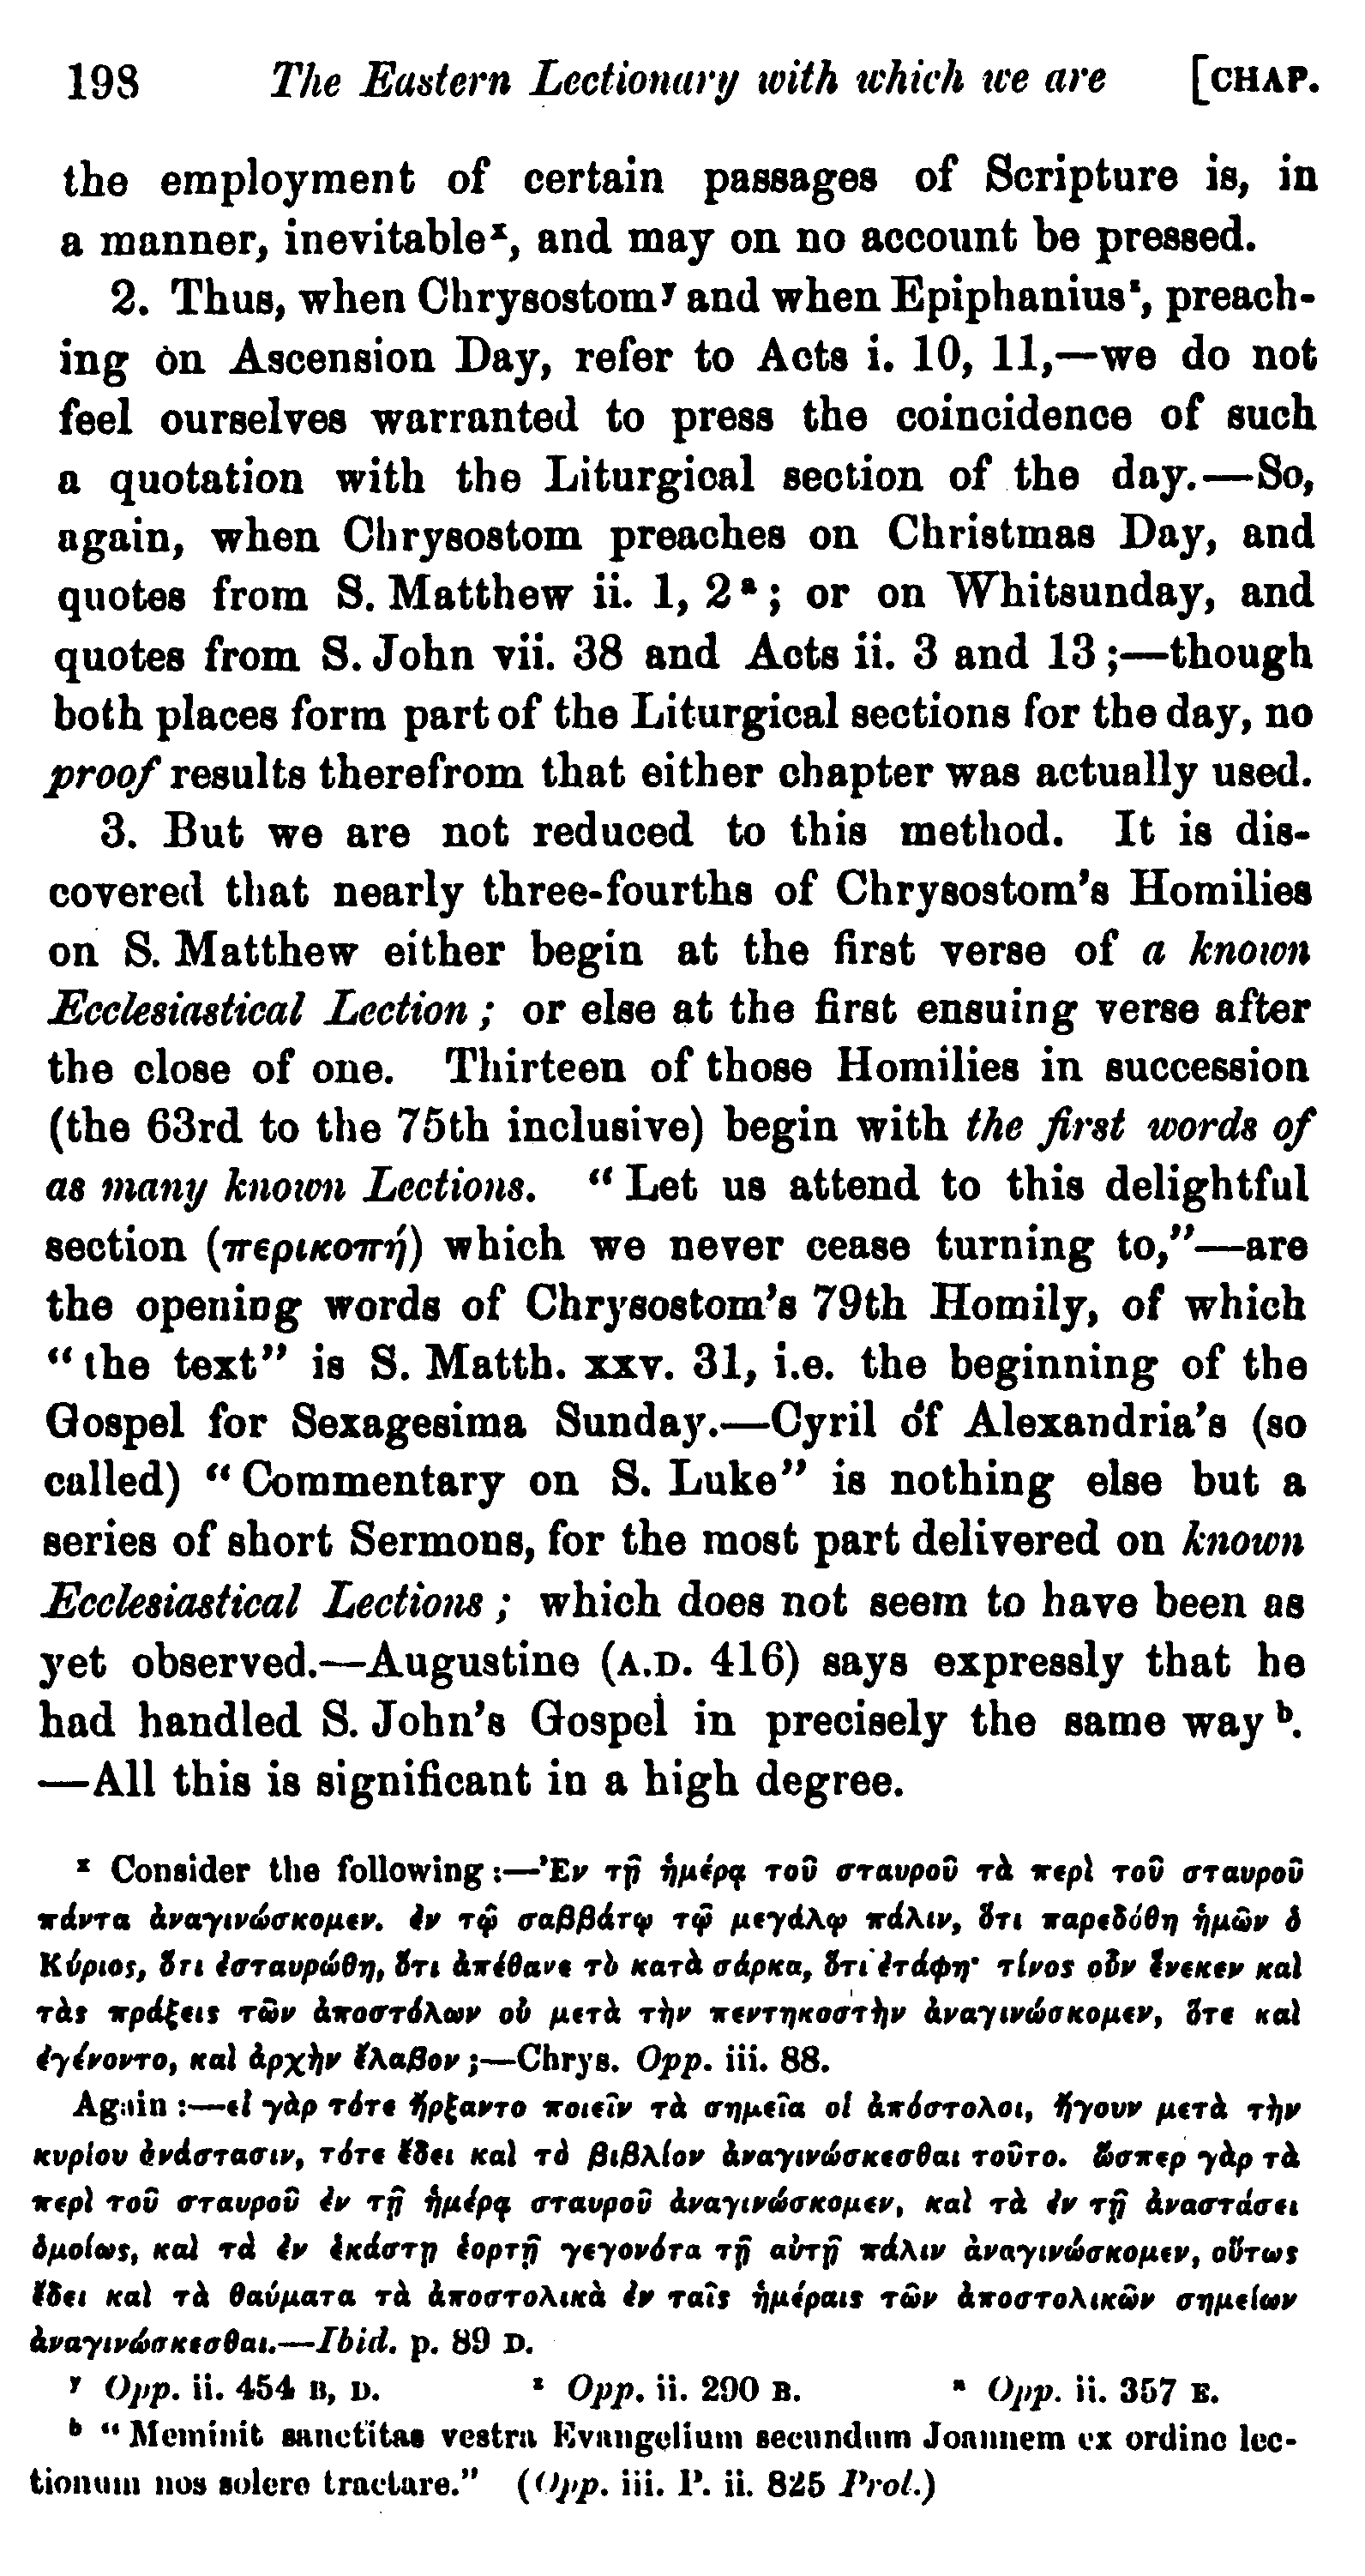 198 The Eastern Lectionary with which we are [CHAP.
the employment of certain passages of Scripture is, in
a manner, inevitable ˣ, and may on no account be pressed.
2. Thus, when Chrysostom ʸ and when Epiphanius ᶻ, preach-
ing on Ascension Day, refer to Acts i. 10, 11,—we do not
feel ourselves warranted to press the coincidence of such
a quotation with the Liturgical section of the day.—So,
again, when Chrysostom preaches on Christmas Day, and
quotes from S. Matthew ii. 1, 2 ᵃ; or on Whitsunday, and
quotes from S. John vii. 38 and Acts ii. 3 and 13;—though
both places form part of the Liturgical sections for the day, no
proof results therefrom that either chapter was actually used.
3. But we are not reduced to this method. It is dis-
covered that nearly three-fourths of Chrysostom's Homilies
on S. Matthew either begin at the first verse of a known
Ecclesiastical Lection; or else at the first ensuing verse after
the close of one. Thirteen of those Homilies in succession
(the 63rd to the 75th inclusive) begin with the first words of
as many known Lections. "Let us attend to this delightful
section (περικοπή) which we never cease turning to,"—are
the opening words of Chrysostom's 79th Homily, of which
"the text" is S. Matth. xxv. 31, i.e. the beginning of the
Gospel for Sexagesima Sunday.—Cyril of Alexandria's (so
called) "Commentary on S. Luke" is nothing else but a
series of short Sermons, for the most part delivered on known
Ecclesiastical Lections; which does not seem to have been as
yet observed.—Augustine (A.D. 416) says expressly that he
had handled S. John's Gospel in precisely the same way ᵇ.
—All this is significant in a high degree.
ˣ Consider the following:—Ἐν τῇ ἡμέρᾳ τοῦ σταυροῦ τὰ περὶ τοῦ σταυροῦ
πάντα ἀναγινώσκομεν. ἐν τῷ σαββάτῳ τῷ μεγάλῳ πάλιν, ὅτι παρεδόθη ἡμῶν ὁ
Κύριος, ὅτι ἐσταυρώθη, ὅτι ἀπέθανε τὸ κατὰ σάρκα, ὅτι ἐτάφη· τίνος οὖν ἕνεκεν καὶ
τὰς πράξεις τῶν ἀποστόλων οὐ μετὰ τὴν πεντηκοστὴν ἀναγινώσκομεν, ὅτε καὶ
ἐγένοντο, καὶ ἀρχὴν ἔλαβον;—Chrys. Opp. iii. 88.
Again:—εἰ γὰρ τότε ἤρξαντο ποιεῖν τὰ σημεῖα οἱ ἀπόστολοι, ἤγουν μετὰ τὴν
κυρίου ἀνάστασιν, τότε ἔδει καὶ τὸ βιβλίον ἀναγινώσκεσθαι τοῦτο. ὥσπερ γὰρ τὰ
περὶ τοῦ σταυροῦ ἐν τῇ ἡμέρᾳ σταυροῦ ἀναγινώσκομεν, καὶ τὰ ἐν τῇ ἀναστάσει
ὁμοίως, καὶ τὰ ἐν ἑκάστῃ ἑορτῇ γεγονότα τῇ αὐτῇ πάλιν ἀναγινώσκομεν, οὕτως
ἔδει καὶ τὰ θαύματα τὰ ἀποστολικὰ ἐν ταῖς ἡμέραις τῶν ἀποστολικῶν σημείων
ἀναγινώσκεσθαι.—Ibid. p. 89 D.
ʸ Opp. ii. 454 B, D. ᶻ Opp. ii. 290 B. ᵃ Opp. ii. 357 E.
ᵇ "Meminit sanctitas vestra Evangelium secundum Joannem ex ordine lec-
tionum nos solere tractare." (Opp. iii. P. ii. 825 Prol.)